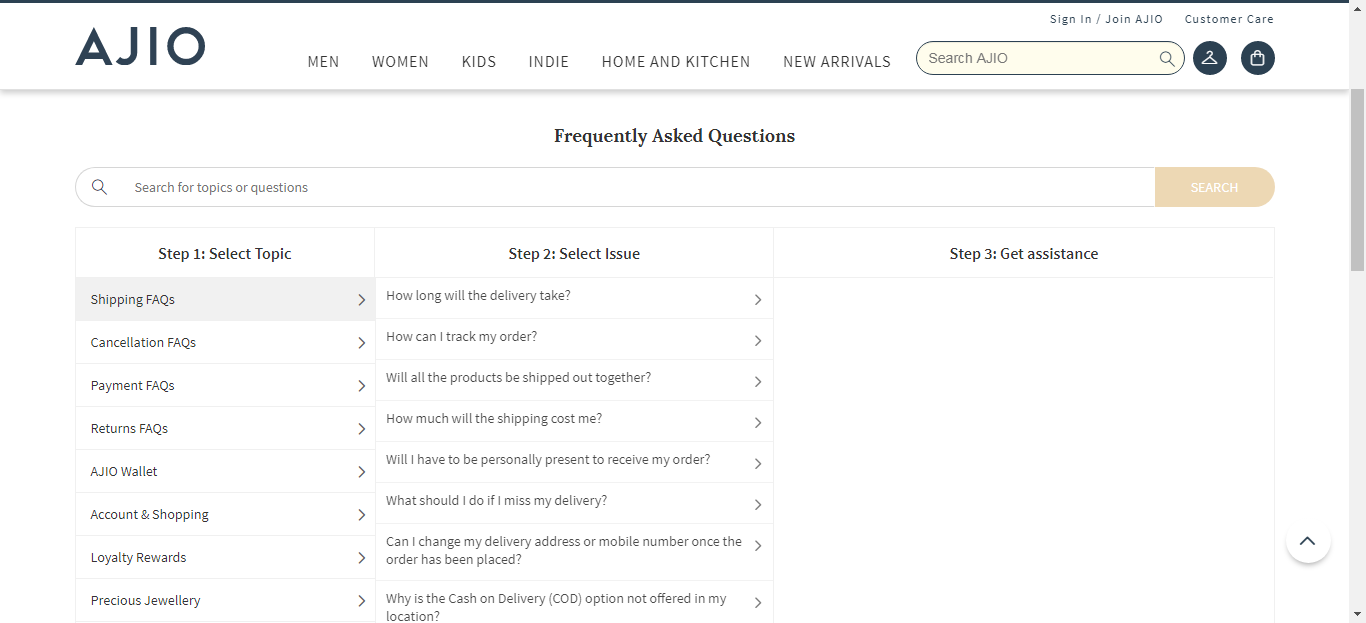 Sign In / Join AJIO
Customer Care
AJIO
MEN
WOMEN
KIDS
INDIE
HOME AND KITCHEN
NEW ARRIVALS
Search AJIO
Frequently Asked Questions
Search for topics or questions
SEARCH
Step 1: Select Topic
Shipping FAQs
Cancellation FAQs
Payment FAQs
Returns FAQs
AJIO Wallet
Account & Shopping
Loyalty Rewards
Precious Jewellery
Step 2: Select Issue
How long will the delivery take?
How can I track my order?
Will all the products be shipped out together?
How much will the shipping cost me?
Will I have to be personally present to receive my order?
What should I do if I miss my delivery?
Can I change my delivery address or mobile number once the
order has been placed?
Why is the Cash on Delivery (COD) option not offered in my
location?
Step 3: Get assistance